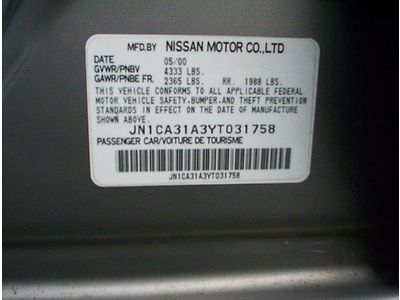 MFD.BY NISSAN MOTOR CO.,LTD
DATE 05/00
GVWR/PNBV 4333 LBS.
GAWR/PNBE FR. 2365 LBS. RR. 1988 LBS.
THIS VEHICLE CONFORMS TO ALL APPLICABLE FEDERAL
MOTOR VEHICLE SAFETY,BUMPER,AND THEFT PREVENTION
STANDARDS IN EFFECT ON THE DATE OF MANUFACTURE
SHOWN ABOVE.
JN1CA31A3YT031758
PASSENGER CAR/VOITURE DE TOURISME
JN1CA31A3YT031758